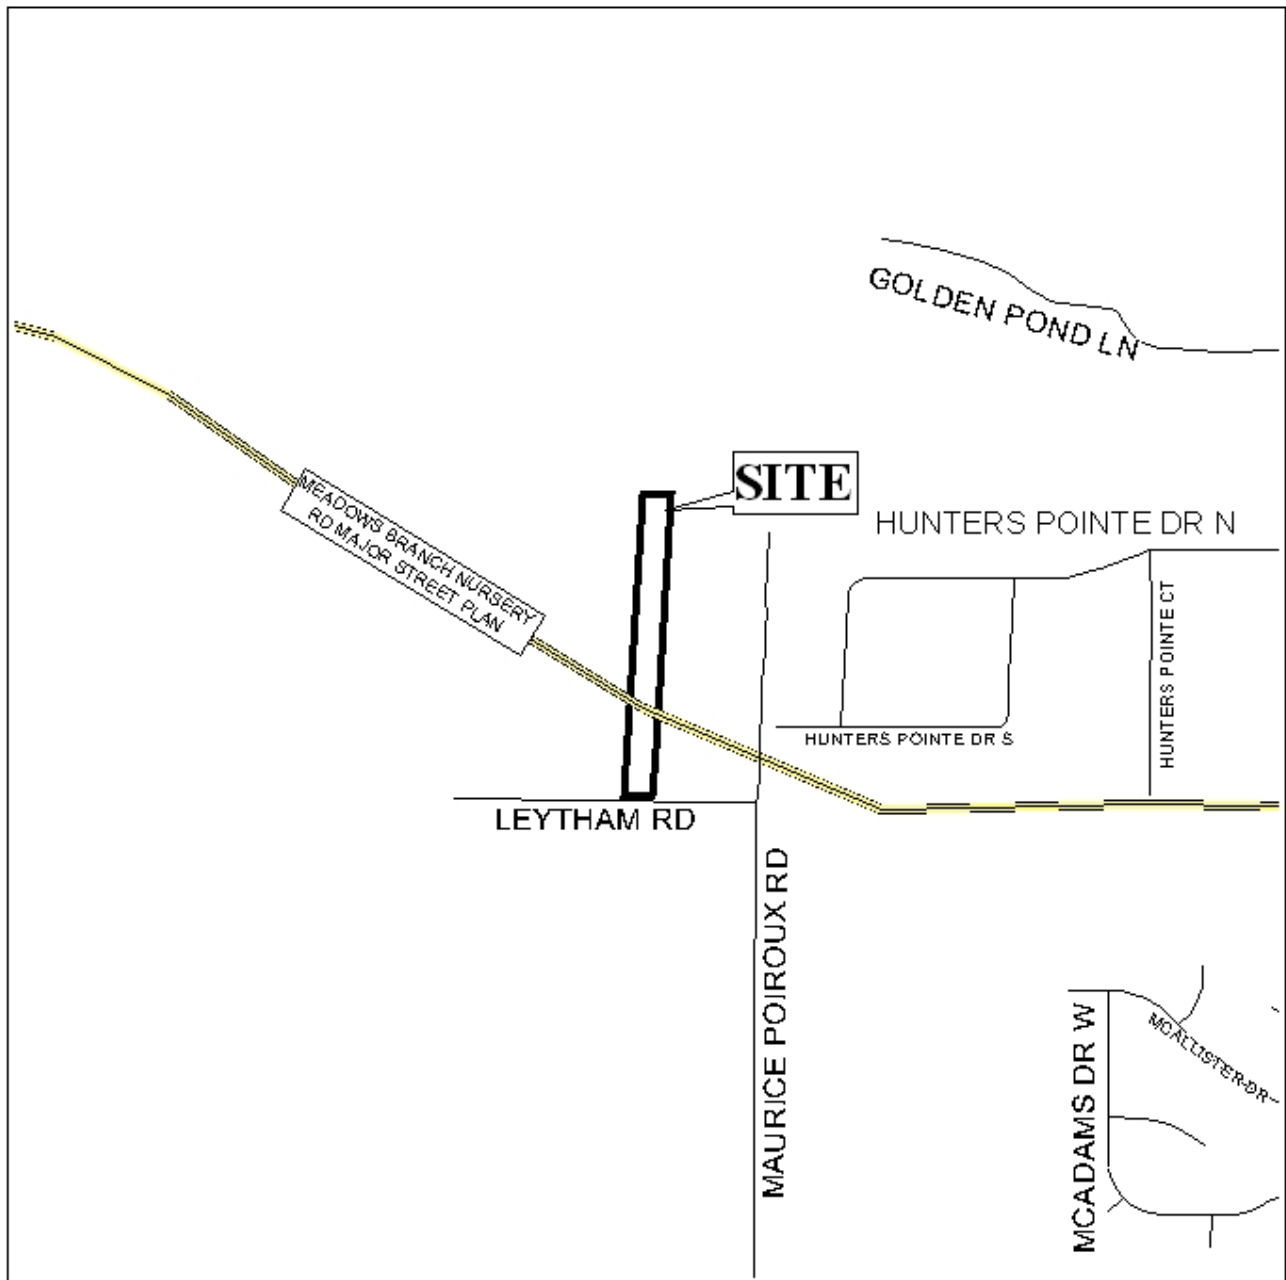 GOLDEN POND LN
SITE
HUNTERS POINTE DR N
MEADOWS BRANCH NURSERY
RD MAJOR STREET PLAN
HUNTERS POINTE CT
HUNTERS POINTE DR S
LEYTHAM RD
MAURICE POIROUX RD
MCADAMS DR W
MCALLISTER DR